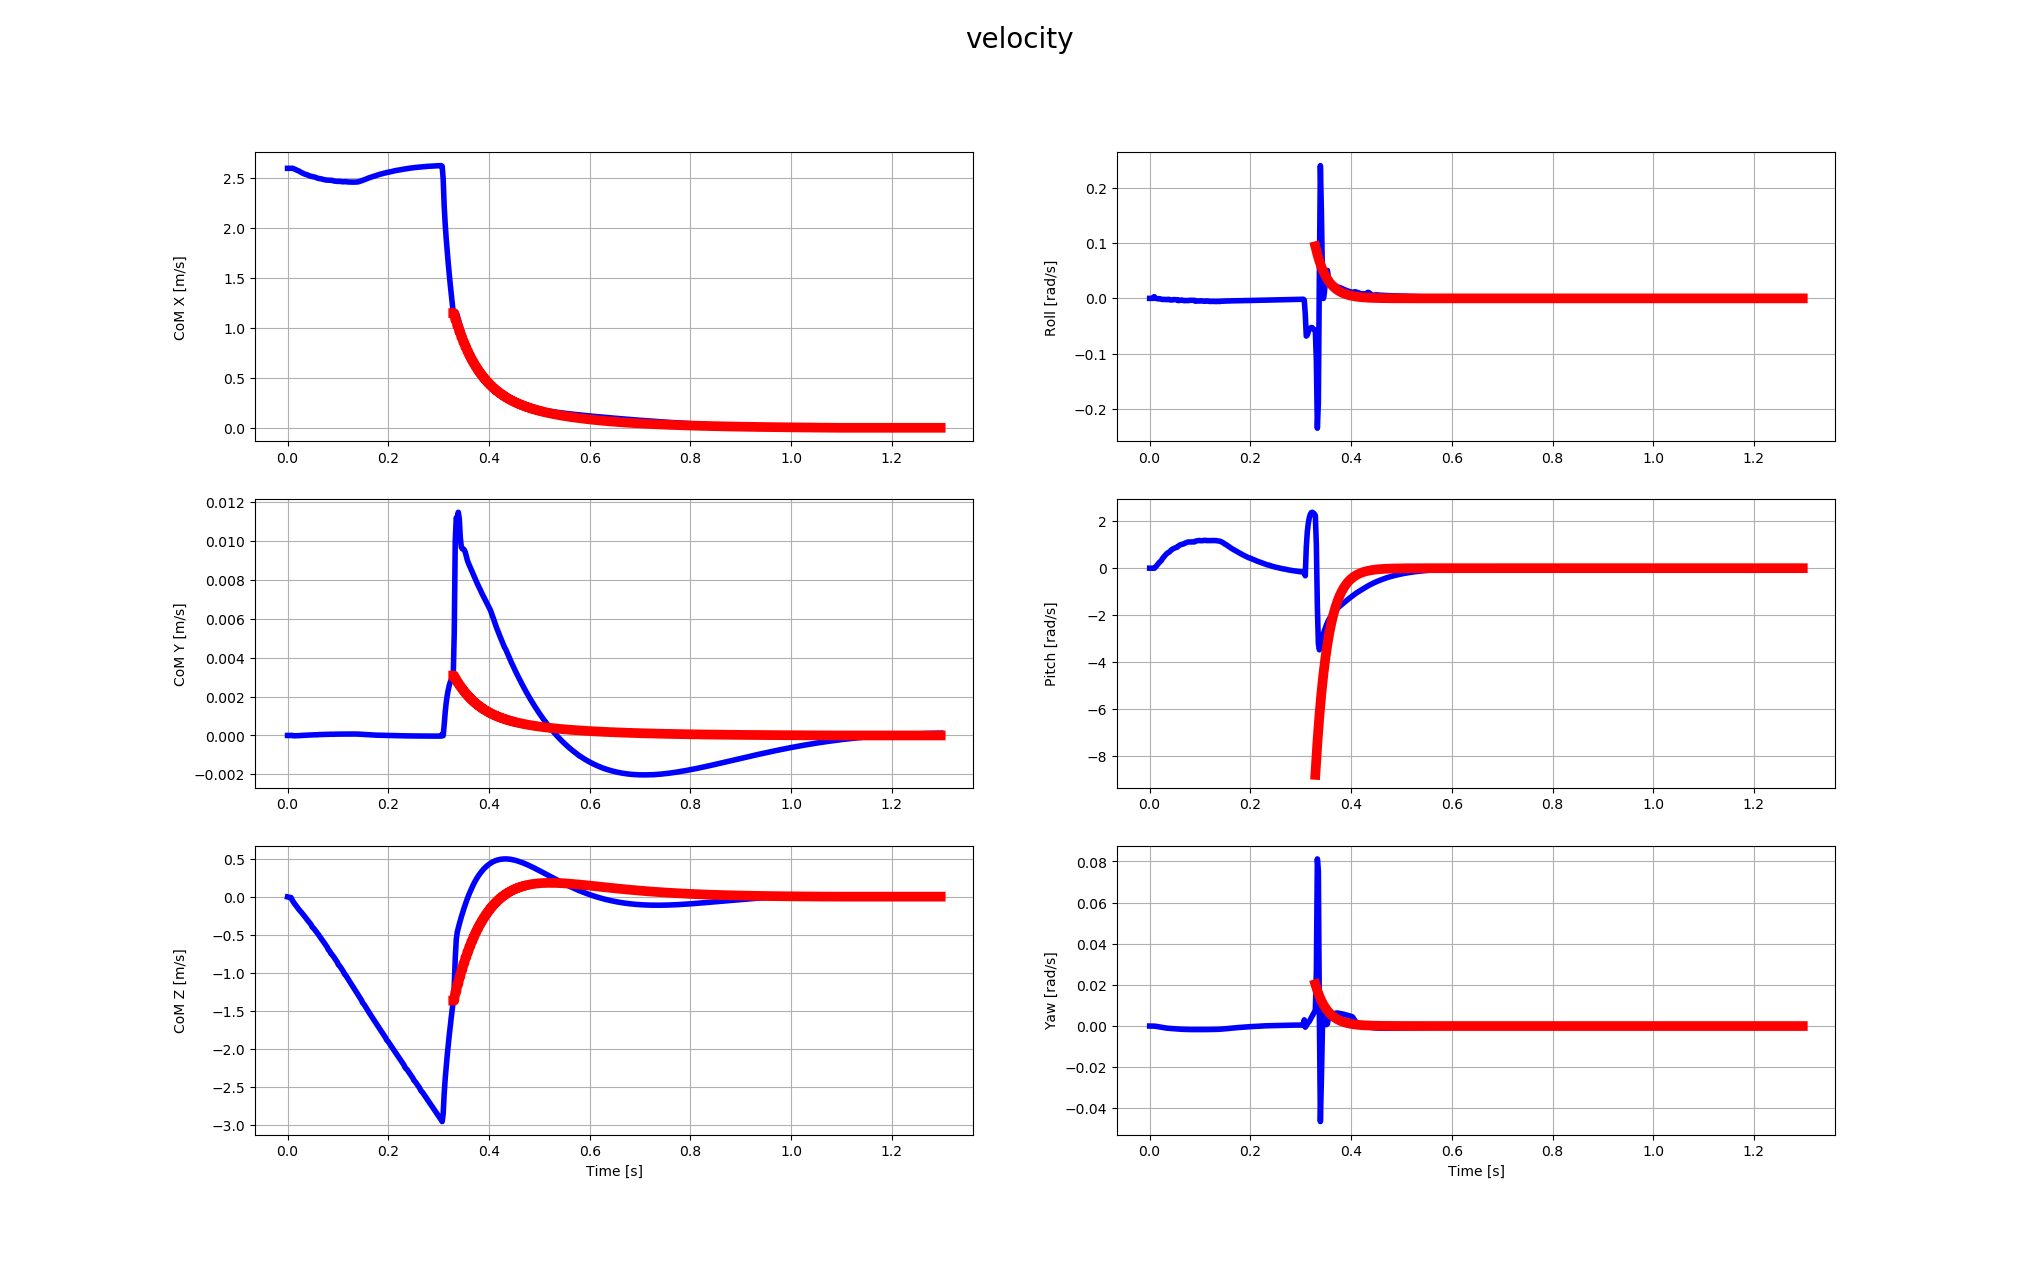 velocity
CoM X [m/s]
2.5
2.0
1.5
1.0
0.5
0.0
0.0 0.2 0.4 0.6 0.8 1.0 1.2
Roll [rad/s]
0.2
0.1
0.0
−0.1
−0.2
0.0 0.2 0.4 0.6 0.8 1.0 1.2
CoM Y [m/s]
0.012
0.010
0.008
0.006
0.004
0.002
0.000
−0.002
0.0 0.2 0.4 0.6 0.8 1.0 1.2
Pitch [rad/s]
2
0
−2
−4
−6
−8
0.0 0.2 0.4 0.6 0.8 1.0 1.2
CoM Z [m/s]
0.5
0.0
−0.5
−1.0
−1.5
−2.0
−2.5
−3.0
0.0 0.2 0.4 0.6 0.8 1.0 1.2
Time [s]
Yaw [rad/s]
0.08
0.06
0.04
0.02
0.00
−0.02
−0.04
0.0 0.2 0.4 0.6 0.8 1.0 1.2
Time [s]